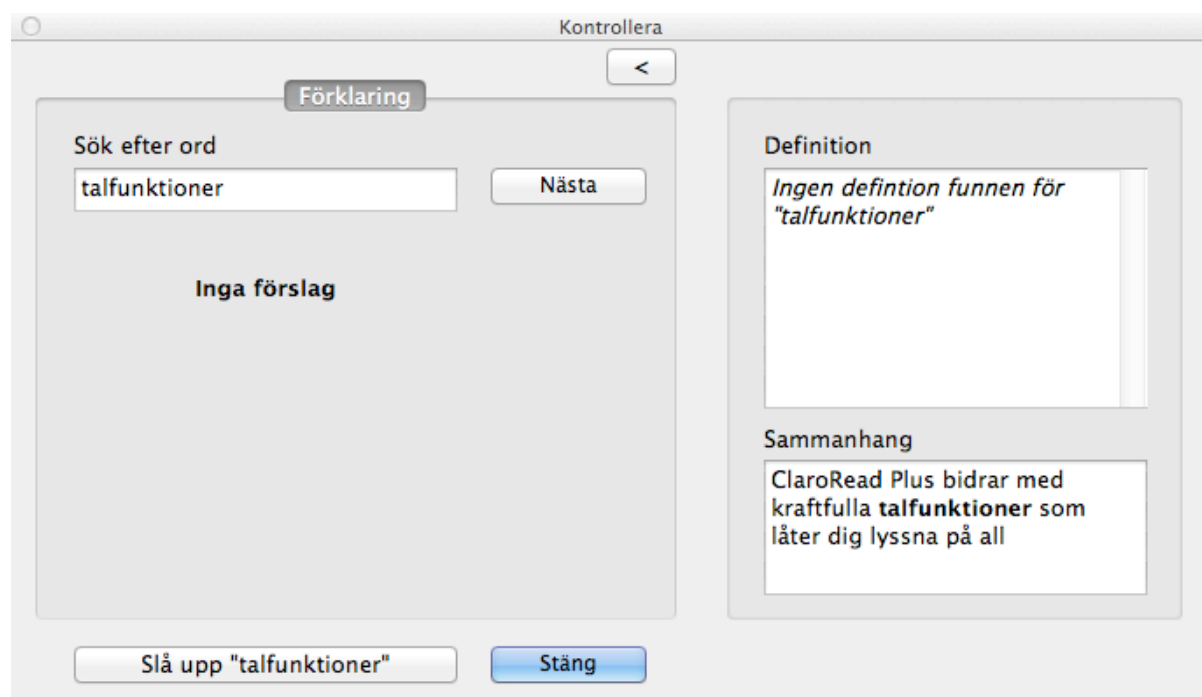 Kontrollera
<
Förklaring
Sök efter ord
talfunktioner
Nästa
Inga förslag
Slå upp "talfunktioner"
Stäng
Definition
Ingen defintion funnen för
"talfunktioner"
Sammanhang
ClaroRead Plus bidrar med
kraftfulla talfunktioner som
låter dig lyssna på all